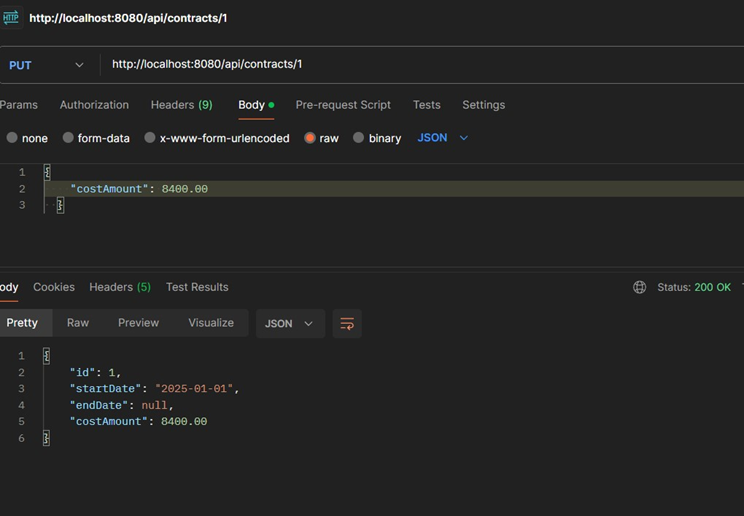 HTTP http://localhost:8080/api/contracts/1
PUT http://localhost:8080/api/contracts/1
Params Authorization Headers (9) Body Pre-request Script Tests Settings
none form-data x-www-form-urlencoded raw binary JSON
1 {
2 "costAmount": 8400.00
3 }
ody Cookies Headers (5) Test Results Status: 200 OK
Pretty Raw Preview Visualize JSON
1 {
2 "id": 1,
3 "startDate": "2025-01-01",
4 "endDate": null,
5 "costAmount": 8400.00
6 }